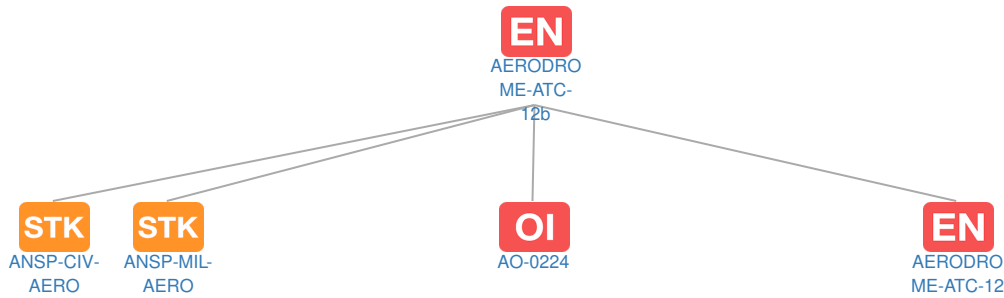 EN
AERODRO
ME-ATC-
12b
STK
ANSP-CIV-
AERO
STK
ANSP-MIL-
AERO
OI
AO-0224
EN
AERODRO
ME-ATC-12